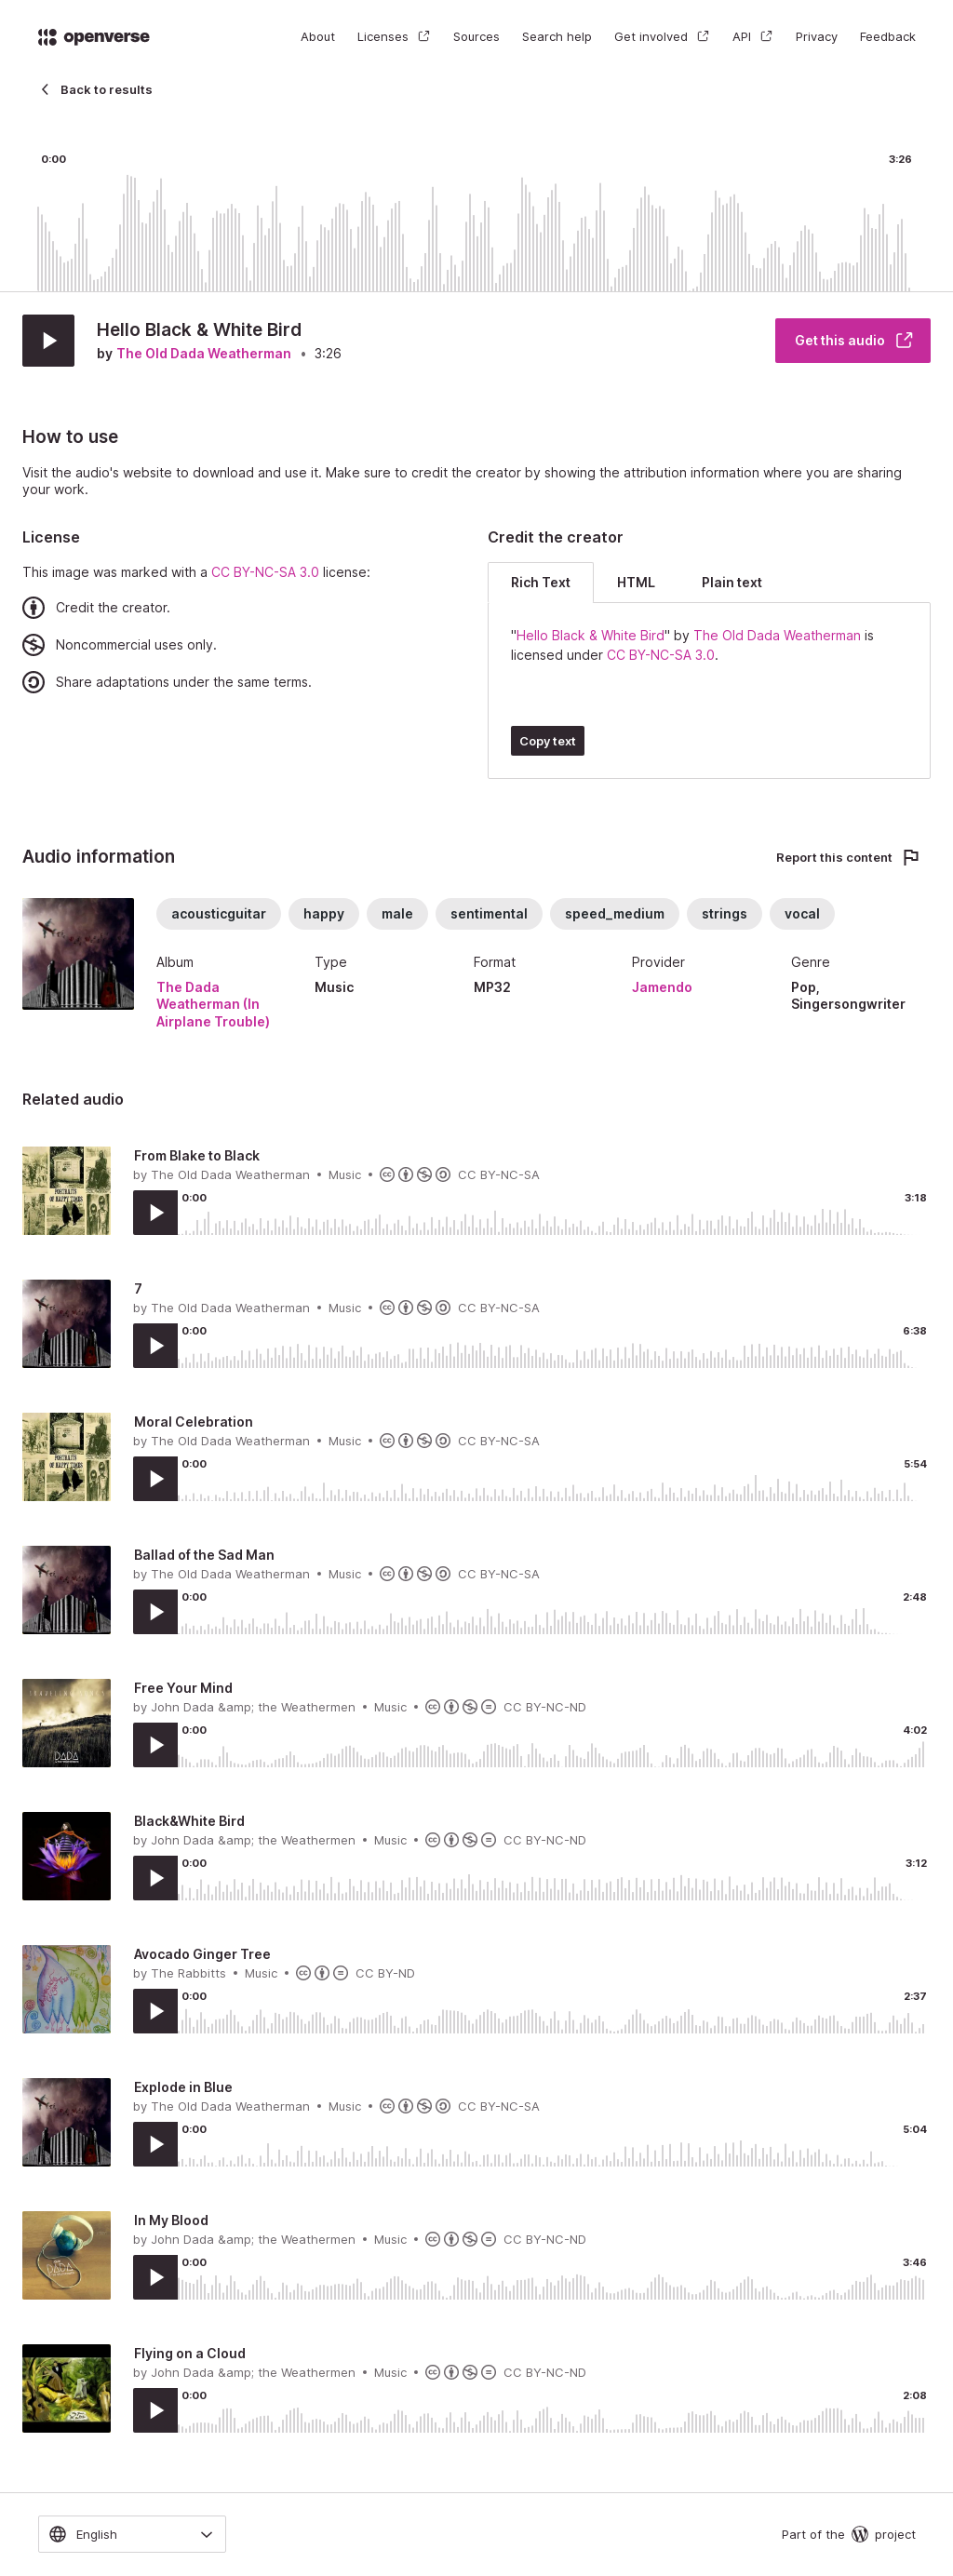 openverse
About Licenses Sources Search help Get involved API Privacy Feedback
Back to results
0:00 3:26
Hello Black & White Bird
by The Old Dada Weatherman • 3:26
Get this audio
How to use
Visit the audio's website to download and use it. Make sure to credit the creator by showing the attribution information where you are sharing
your work.
License
This image was marked with a CC BY-NC-SA 3.0 license:
Credit the creator.
Noncommercial uses only.
Share adaptations under the same terms.
Credit the creator
Rich Text HTML Plain text
"Hello Black & White Bird" by The Old Dada Weatherman is
licensed under CC BY-NC-SA 3.0.
Copy text
Audio information
Report this content
acousticguitar happy male sentimental speed_medium strings vocal
Album
The Dada
Weatherman (In
Airplane Trouble)
Type
Music
Format
MP32
Provider
Jamendo
Genre
Pop,
Singersongwriter
Related audio
From Blake to Black
by The Old Dada Weatherman • Music • CC BY-NC-SA
0:00 3:18
7
by The Old Dada Weatherman • Music • CC BY-NC-SA
0:00 6:38
Moral Celebration
by The Old Dada Weatherman • Music • CC BY-NC-SA
0:00 5:54
Ballad of the Sad Man
by The Old Dada Weatherman • Music • CC BY-NC-SA
0:00 2:48
Free Your Mind
by John Dada &amp; the Weathermen • Music • CC BY-NC-ND
0:00 4:02
Black&White Bird
by John Dada &amp; the Weathermen • Music • CC BY-NC-ND
0:00 3:12
Avocado Ginger Tree
by The Rabbitts • Music • CC BY-ND
0:00 2:37
Explode in Blue
by The Old Dada Weatherman • Music • CC BY-NC-SA
0:00 5:04
In My Blood
by John Dada &amp; the Weathermen • Music • CC BY-NC-ND
0:00 3:46
Flying on a Cloud
by John Dada &amp; the Weathermen • Music • CC BY-NC-ND
0:00 2:08
English
Part of the project